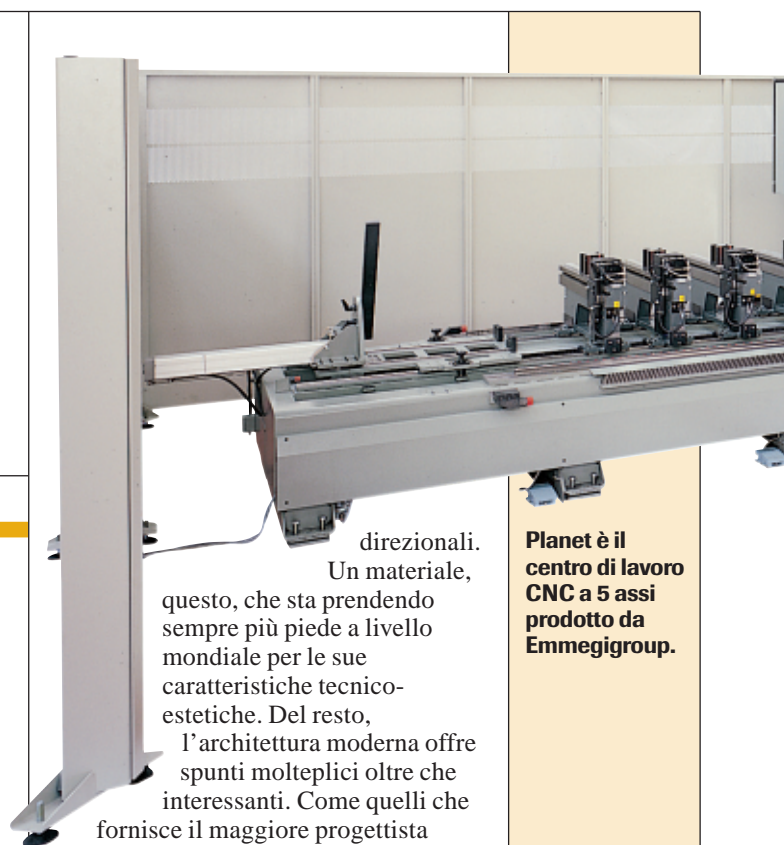 direzionali.
Un materiale,
questo, che sta prendendo
sempre più piede a livello
mondiale per le sue
caratteristiche tecnico-
estetiche. Del resto,
l’architettura moderna offre
spunti molteplici oltre che
interessanti. Come quelli che
fornisce il maggiore progettista
Planet è il
centro di lavoro
CNC a 5 assi
prodotto da
Emmegigroup.